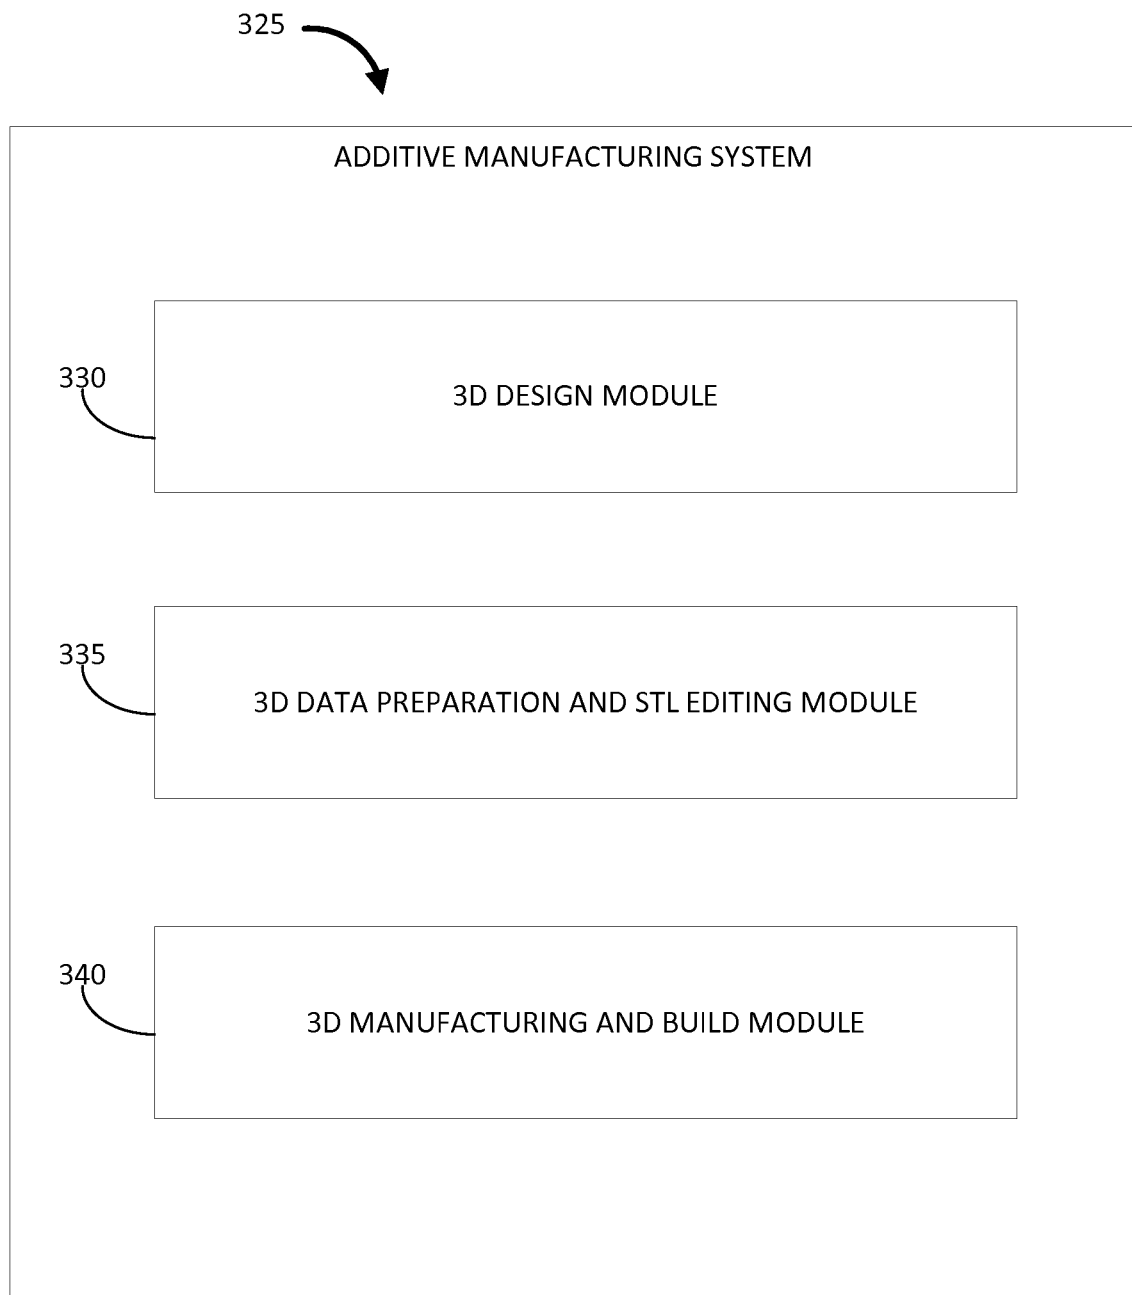 325
ADDITIVE MANUFACTURING SYSTEM
330
3D DESIGN MODULE
335
3D DATA PREPARATION AND STL EDITING MODULE
340
3D MANUFACTURING AND BUILD MODULE